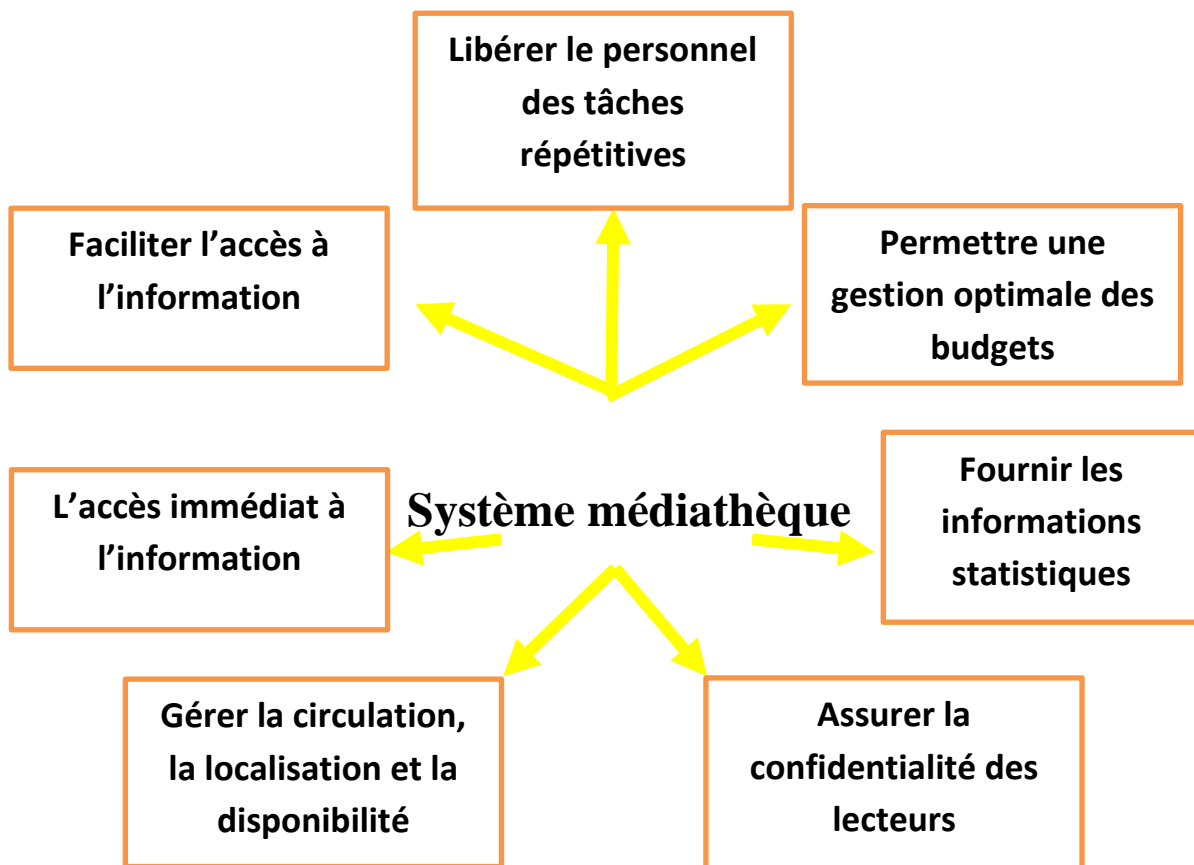 Libérer le personnel
des tâches
répétitives
Faciliter l’accès à
l’information
Permettre une
gestion optimale des
budgets
L’accès immédiat à
l’information
Système médiathèque
Fournir les
informations
statistiques
Gérer la circulation,
la localisation et la
disponibilité
Assurer la
confidentialité des
lecteurs